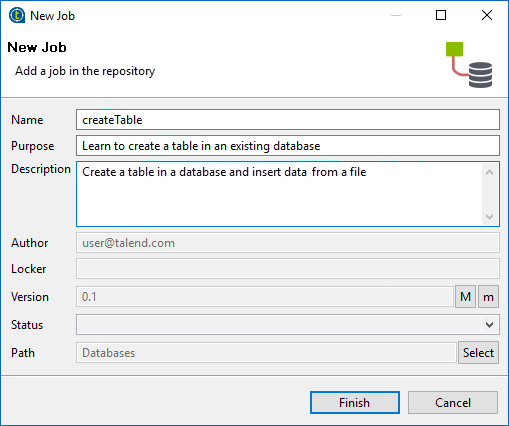 New Job
New Job
Add a job in the repository
Name createTable
Purpose Learn to create a table in an existing database
Description Create a table in a database and insert data from a file
Author user@talend.com
Locker
Version 0.1 M m
Status
Path Databases Select
Finish Cancel